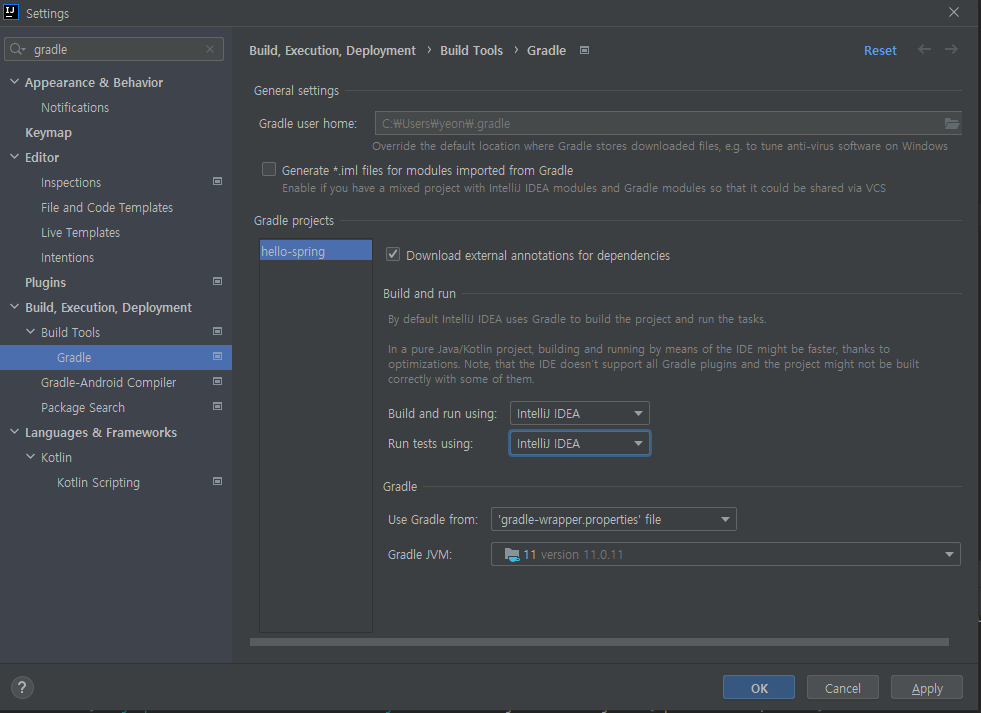 Settings
gradle
Appearance & Behavior
Notifications
Keymap
Editor
Inspections
File and Code Templates
Live Templates
Intentions
Plugins
Build, Execution, Deployment
Build Tools
Gradle
Gradle-Android Compiler
Package Search
Languages & Frameworks
Kotlin
Kotlin Scripting
Build, Execution, Deployment › Build Tools › Gradle
Reset
General settings
Gradle user home: C:₩Users₩yeon₩.gradle
Override the default location where Gradle stores downloaded files, e.g. to tune anti-virus software on Windows
Generate *.iml files for modules imported from Gradle
Enable if you have a mixed project with IntelliJ IDEA modules and Gradle modules so that it could be shared via VCS
Gradle projects
hello-spring
Download external annotations for dependencies
Build and run
By default IntelliJ IDEA uses Gradle to build the project and run the tasks.
In a pure Java/Kotlin project, building and running by means of the IDE might be faster, thanks to
optimizations. Note, that the IDE doesn't support all Gradle plugins and the project might not be built
correctly with some of them.
Build and run using: IntelliJ IDEA
Run tests using: IntelliJ IDEA
Gradle
Use Gradle from: 'gradle-wrapper.properties' file
Gradle JVM: 11 version 11.0.11
?
OK
Cancel
Apply